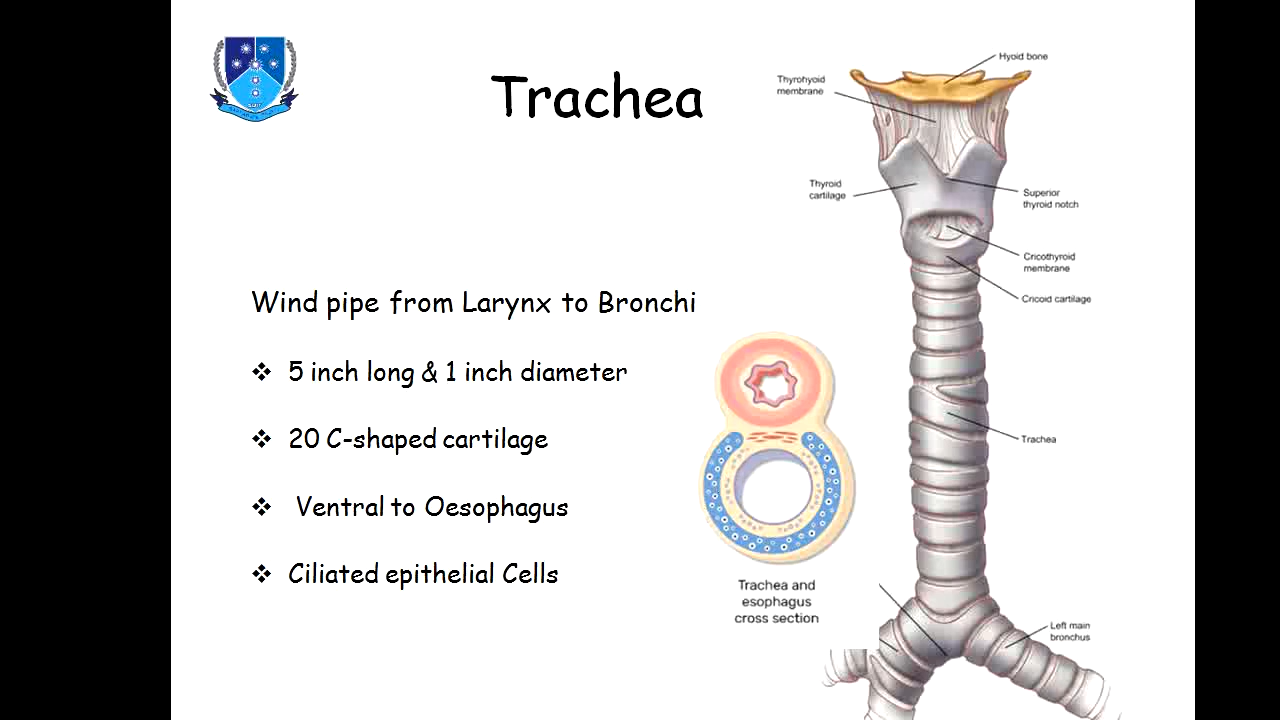 Trachea
Wind pipe from Larynx to Bronchi
❖ 5 inch long & 1 inch diameter
❖ 20 C-shaped cartilage
❖ Ventral to Oesophagus
❖ Ciliated epithelial Cells
Trachea and
esophagus
cross section
Hyoid bone
Thyrohyoid
membrane
Thyroid
cartilage
Superior
thyroid notch
Cricothyroid
membrane
Cricoid cartilage
Trachea
Left main
bronchus